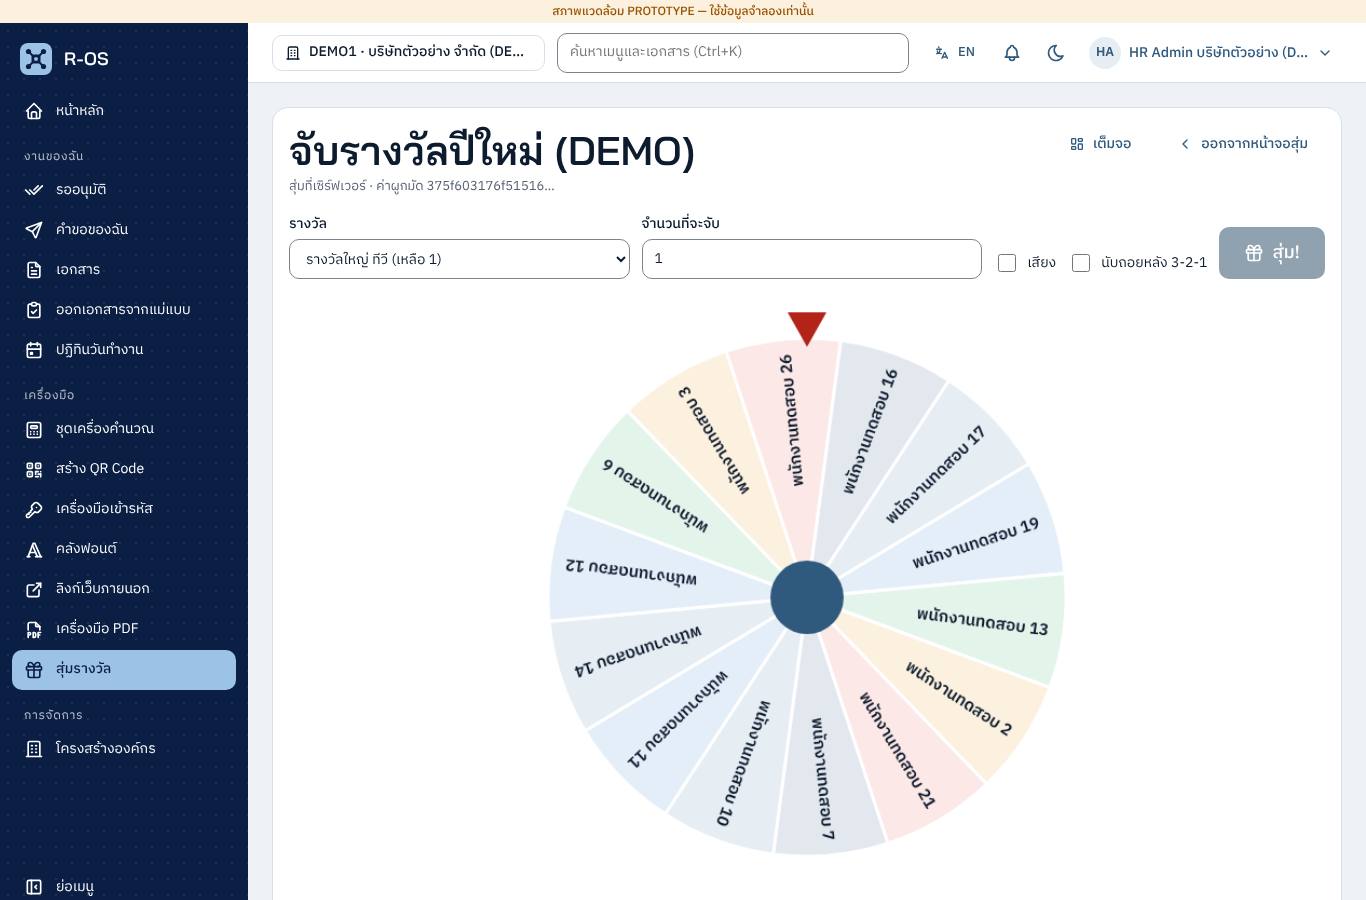 สภาพแวดล้อม PROTOTYPE — ใช้ข้อมูลจำลองเท่านั้น
R-OS
DEMO1 · บริษัทตัวอย่าง จำกัด (DE...
ค้นหาเมนูและเอกสาร (Ctrl+K)
EN
HA
HR Admin บริษัทตัวอย่าง (D...
หน้าหลัก
งานของฉัน
รออนุมัติ
คำขอของฉัน
เอกสาร
ออกเอกสารจากแม่แบบ
ปฏิทินวันทำงาน
เครื่องมือ
ชุดเครื่องคำนวณ
สร้าง QR Code
เครื่องมือเข้ารหัส
คลังฟอนต์
ลิงก์เว็บภายนอก
เครื่องมือ PDF
สุ่มรางวัล
การจัดการ
โครงสร้างองค์กร
ย่อเมนู
จับรางวัลปีใหม่ (DEMO)
เต็มจอ
ออกจากหน้าจอสุ่ม
สุ่มที่เซิร์ฟเวอร์ · ค่าผูกมัด 375f603176f51516...
รางวัล
จำนวนที่จะจับ
รางวัลใหญ่ ทีวี (เหลือ 1)
1
เสียง
นับถอยหลัง 3-2-1
สุ่ม!
พนักงานทดสอบ 26
พนักงานทดสอบ 16
พนักงานทดสอบ 17
พนักงานทดสอบ 19
พนักงานทดสอบ 13
พนักงานทดสอบ 2
พนักงานทดสอบ 21
พนักงานทดสอบ 7
พนักงานทดสอบ 10
พนักงานทดสอบ 11
พนักงานทดสอบ 14
พนักงานทดสอบ 12
พนักงานทดสอบ 9
พนักงานทดสอบ 3